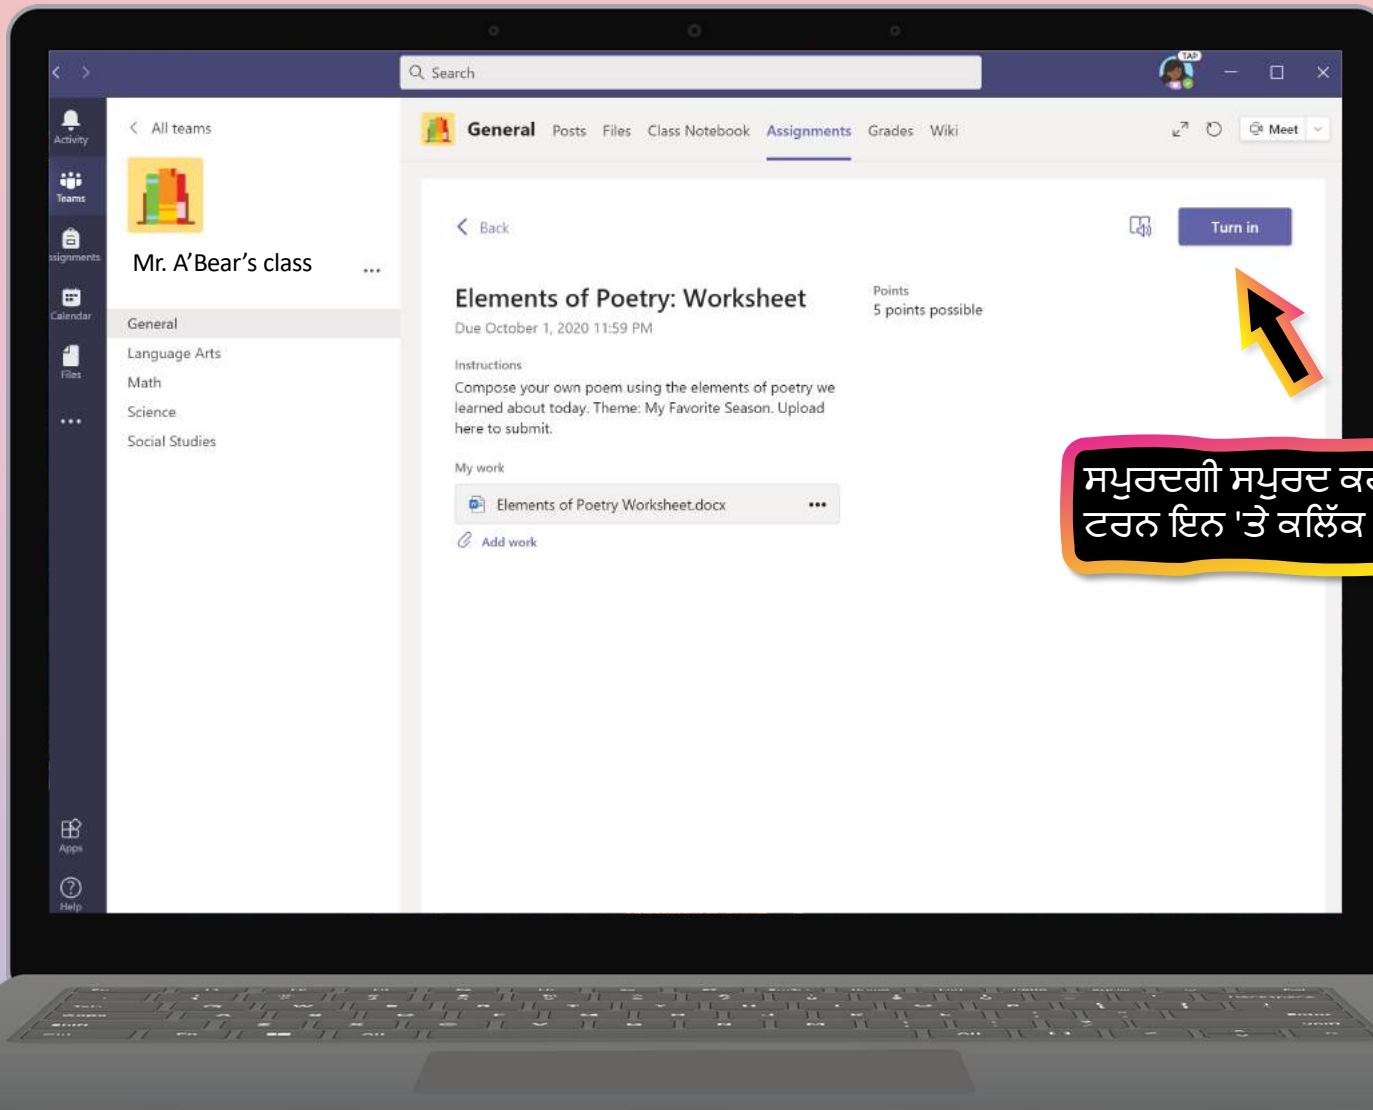 TAP
Search
Activity
Teams
Calendar
Files
Apps
Help
All teams
Mr. A'Bear's class
...
General
Language Arts
Math
Science
Social Studies
General Posts Files Class Notebook Assignments Grades Wiki
Meet
Back
Turn in
Elements of Poetry: Worksheet
Due October 1, 2020 11:59 PM
Points
5 points possible
Instructions
Compose your own poem using the elements of poetry we
learned about today. Theme: My Favorite Season. Upload
here to submit.
My work
Elements of Poetry Worksheet.docx
Add work
ਸਪੁਰਦਗੀ ਸਪੁਰਦ
ਟਰਨ ਇਨ 'ਤੇ ਕਲਿੱਕ